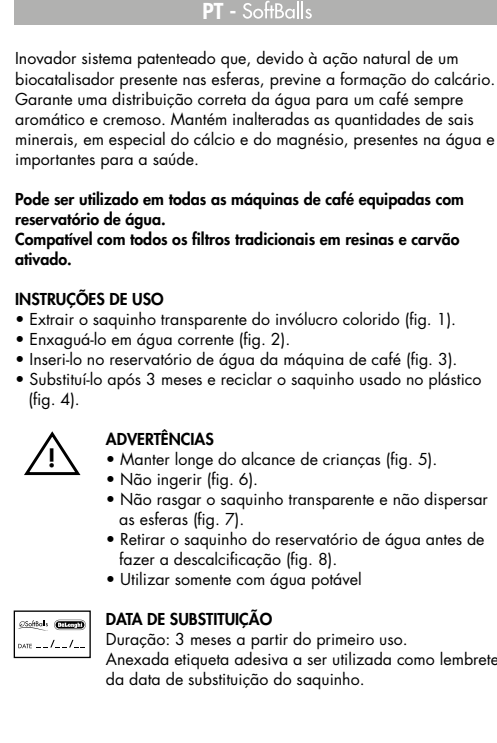 PT - SoftBalls
Inovador sistema patenteado que, devido à ação natural de um
biocatalisador presente nas esferas, previne a formação do calcário.
Garante uma distribuição correta da água para um café sempre
aromático e cremoso. Mantém inalteradas as quantidades de sais
minerais, em especial do cálcio e do magnésio, presentes na água e
importantes para a saúde.
Pode ser utilizado em todas as máquinas de café equipadas com
reservatório de água.
Compatível com todos os filtros tradicionais em resinas e carvão
ativado.
INSTRUÇÕES DE USO
• Extrair o saquinho transparente do invólucro colorido (fig. 1).
• Enxaguá-lo em água corrente (fig. 2).
• Inseri-lo no reservatório de água da máquina de café (fig. 3).
• Substituí-lo após 3 meses e reciclar o saquinho usado no plástico
(fig. 4).
ADVERTÊNCIAS
• Manter longe do alcance de crianças (fig. 5).
• Não ingerir (fig. 6).
• Não rasgar o saquinho transparente e não dispersar
as esferas (fig. 7).
• Retirar o saquinho do reservatório de água antes de
fazer a descalcificação (fig. 8).
• Utilizar somente com água potável
SoftBalls DeLonghi
DATE _ _/_ _/_ _
DATA DE SUBSTITUIÇÃO
Duração: 3 meses a partir do primeiro uso.
Anexada etiqueta adesiva a ser utilizada como lembrete
da data de substituição do saquinho.